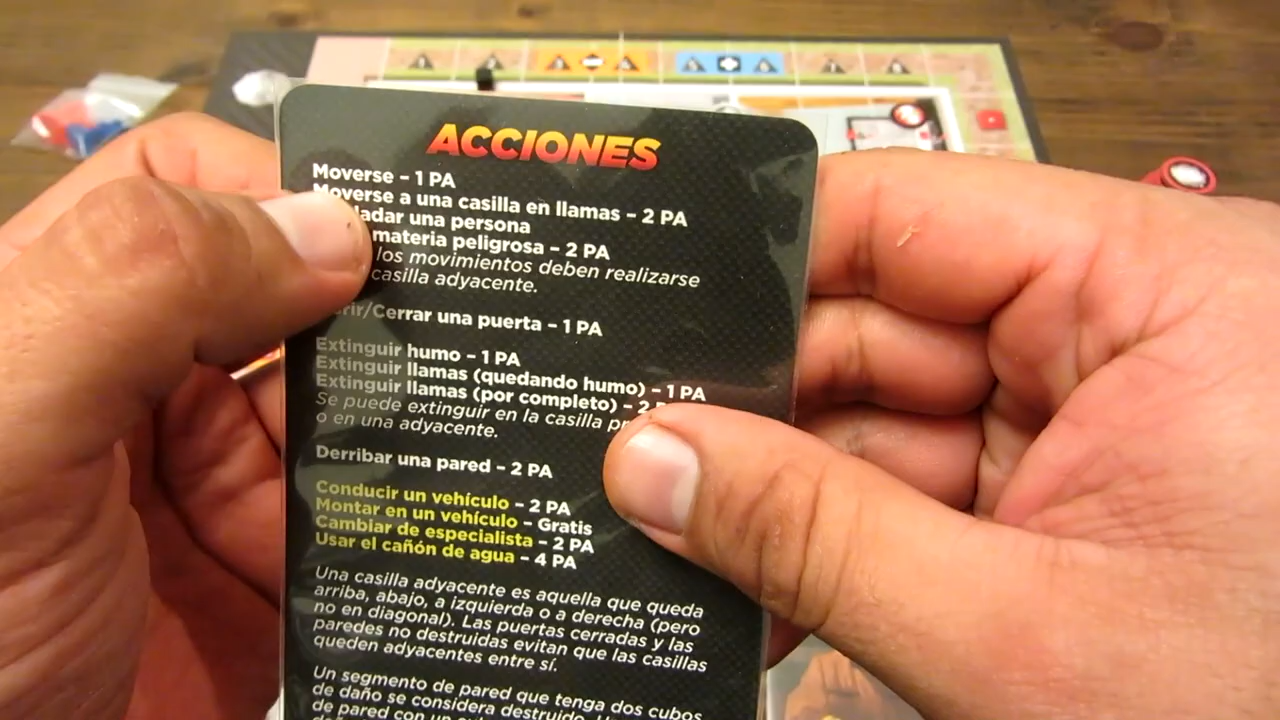 ACCIONES
Moverse – 1 PA
Moverse a una casilla en llamas – 2 PA
una persona
materia peligrosa – 2 PA
los movimientos deben realizarse
casilla adyacente.
Cerrar una puerta – 1 PA
Extinguir humo – 1 PA
Extinguir llamas (quedando humo) – 1 PA
Extinguir llamas (por completo) – 2
Se puede extinguir en la casilla
o en una adyacente.
Derribar una pared – 2 PA
Conducir un vehículo – 2 PA
Montar en un vehículo – Gratis
Cambiar de especialista – 2 PA
Usar el cañón de agua – 4 PA
Una casilla adyacente es aquella que queda
arriba, abajo, a izquierda o a derecha (pero
no en diagonal). Las puertas cerradas y las
paredes no destruidas evitan que las casillas
queden adyacentes entre sí.
Un segmento de pared que tenga dos cubos
de daño se considera destruido.
de pared con un